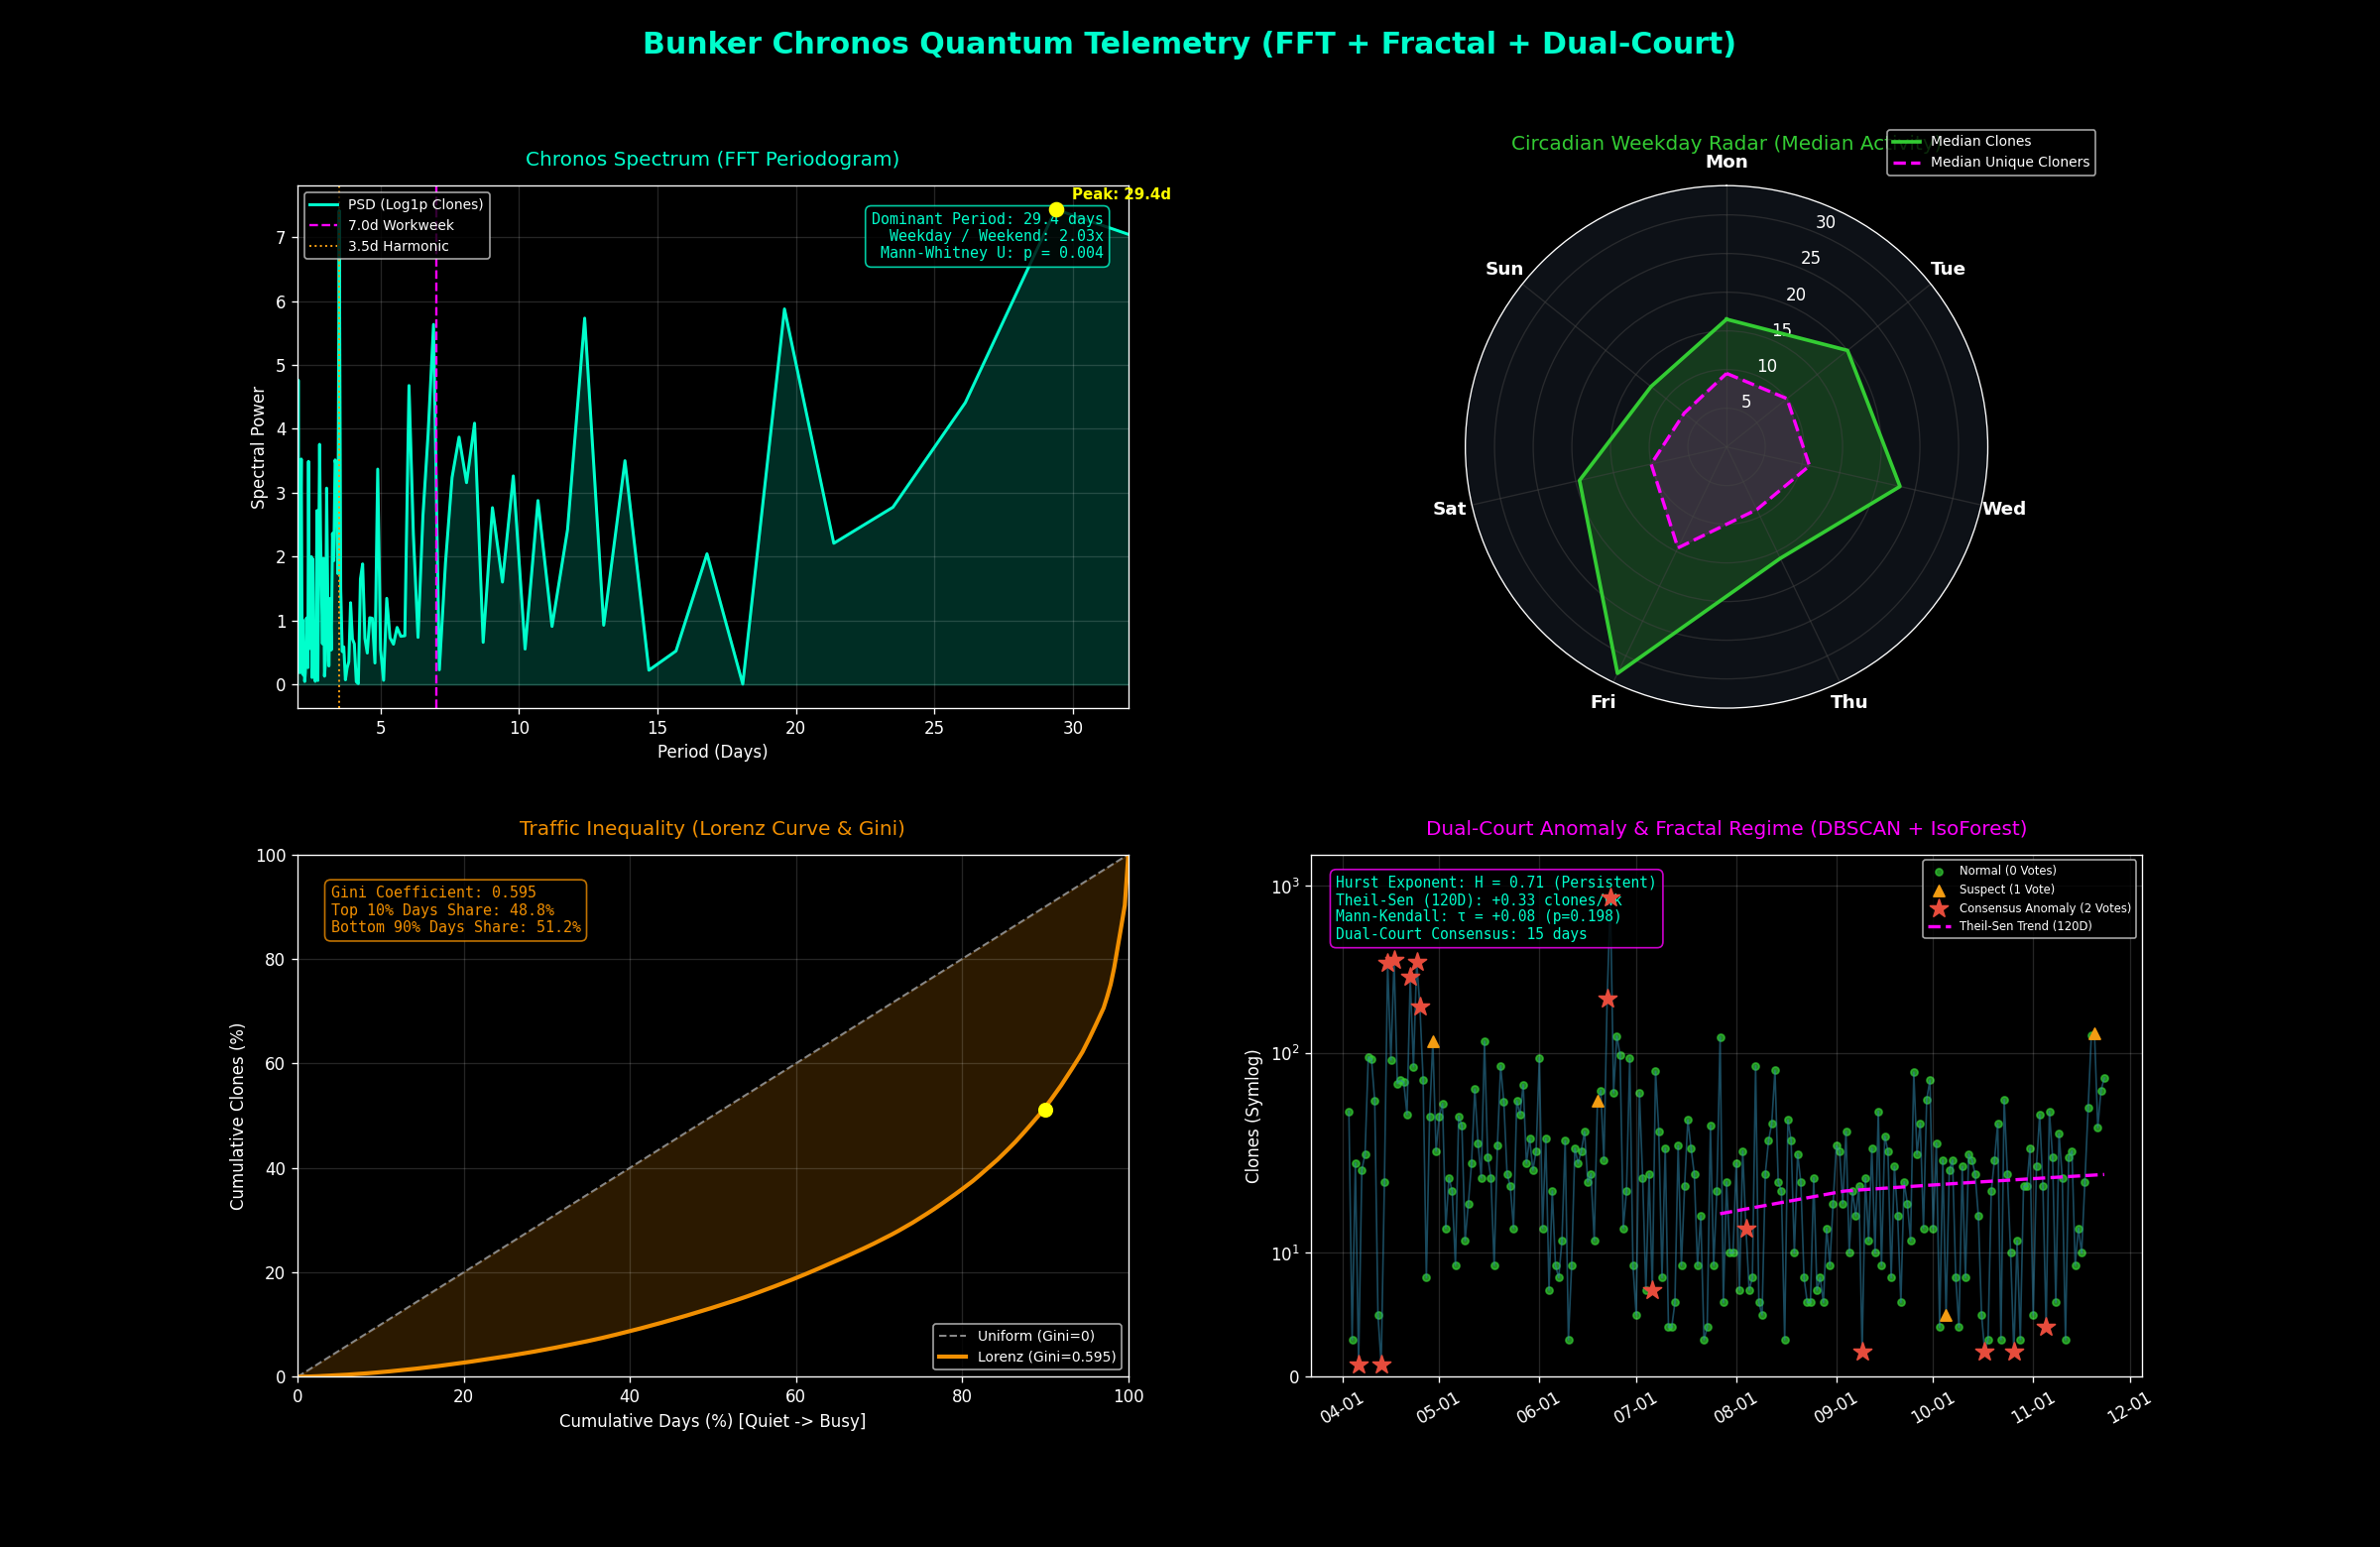 Bunker Chronos Quantum Telemetry (FFT + Fractal + Dual-Court)
Chronos Spectrum (FFT Periodogram)
PSD (Log1p Clones)
7.0d Workweek
3.5d Harmonic
Peak: 29.4d
Dominant Period: 29.4 days
Weekday / Weekend: 2.03x
Mann-Whitney U: p = 0.004
Spectral Power
7
6
5
4
3
2
1
0
5
10
15
20
25
30
Period (Days)
Circadian Weekday Radar (Median Activity)
Median Clones
Median Unique Cloners
Mon
Tue
Wed
Thu
Fri
Sat
Sun
30
25
20
15
10
5
Traffic Inequality (Lorenz Curve & Gini)
Gini Coefficient: 0.595
Top 10% Days Share: 48.8%
Bottom 90% Days Share: 51.2%
Cumulative Clones (%)
100
80
60
40
20
0
0
20
40
60
80
100
Cumulative Days (%) [Quiet -> Busy]
Uniform (Gini=0)
Lorenz (Gini=0.595)
Dual-Court Anomaly & Fractal Regime (DBSCAN + IsoForest)
Hurst Exponent: H = 0.71 (Persistent)
Theil-Sen (120D): +0.33 clones/wk
Mann-Kendall: τ = +0.08 (p=0.198)
Dual-Court Consensus: 15 days
Normal (0 Votes)
Suspect (1 Vote)
Consensus Anomaly (2 Votes)
Theil-Sen Trend (120D)
Clones (Symlog)
10³
10²
10¹
0
04-01
05-01
06-01
07-01
08-01
09-01
10-01
11-01
12-01